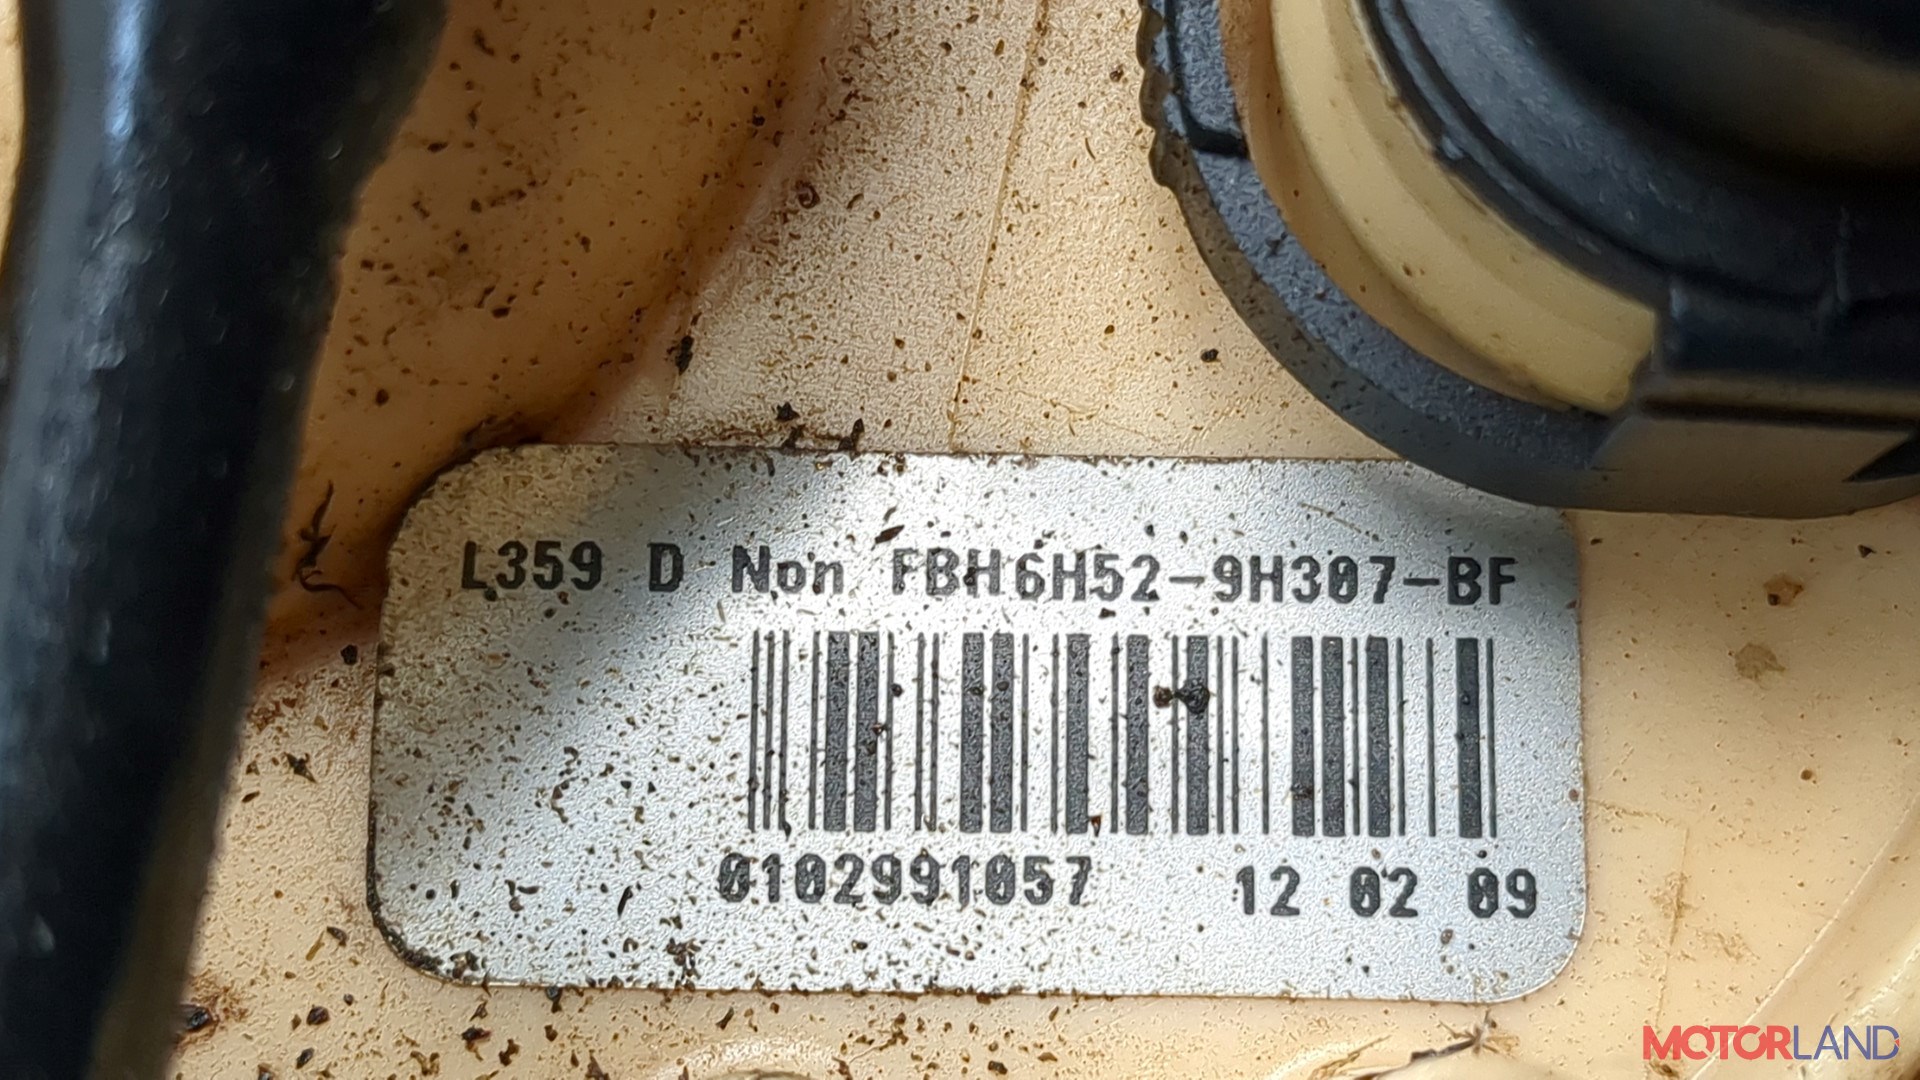 L359 D Non FBH6H52-9H307-BF
0102991057 12 02 09
MOTORLAND